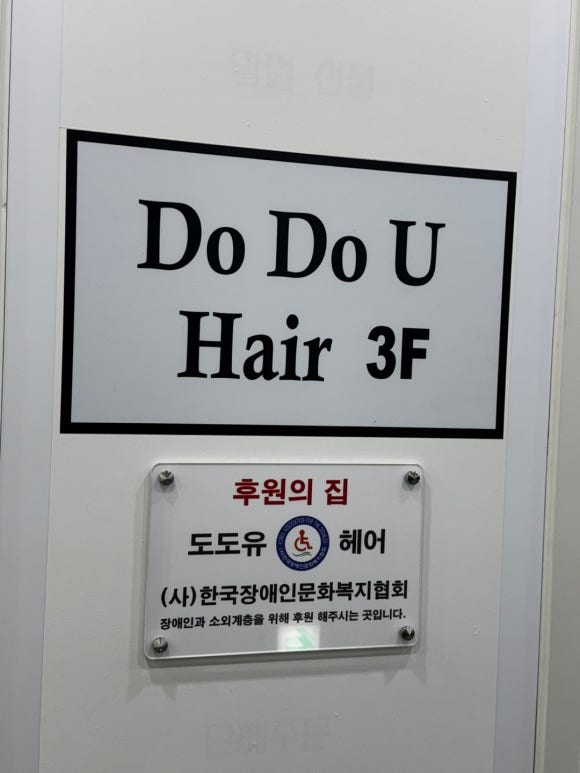 Do Do U
Hair 3F
후원의 집
도도유 헤어
(사)한국장애인문화복지협회
장애인과 소외계층을 위해 후원 해주시는 곳입니다.